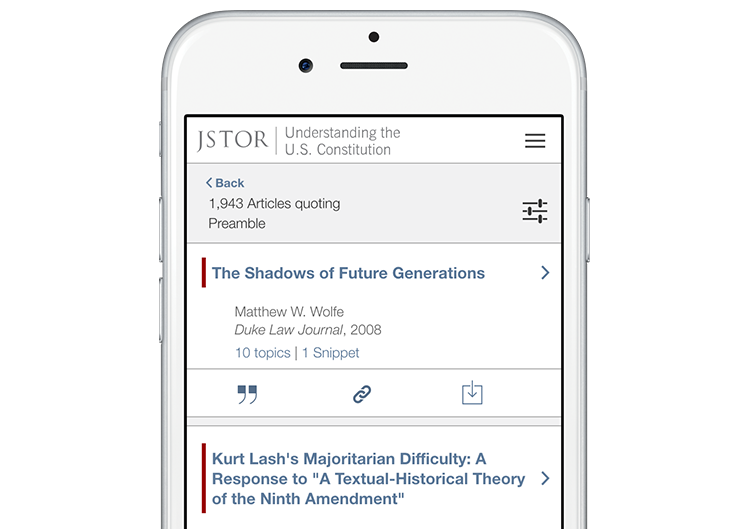 JSTOR
Understanding the
U.S. Constitution
Back
1,943 Articles quoting
Preamble
The Shadows of Future Generations
Matthew W. Wolfe
Duke Law Journal, 2008
10 topics | 1 Snippet
Kurt Lash's Majoritarian Difficulty: A
Response to "A Textual-Historical Theory
of the Ninth Amendment"